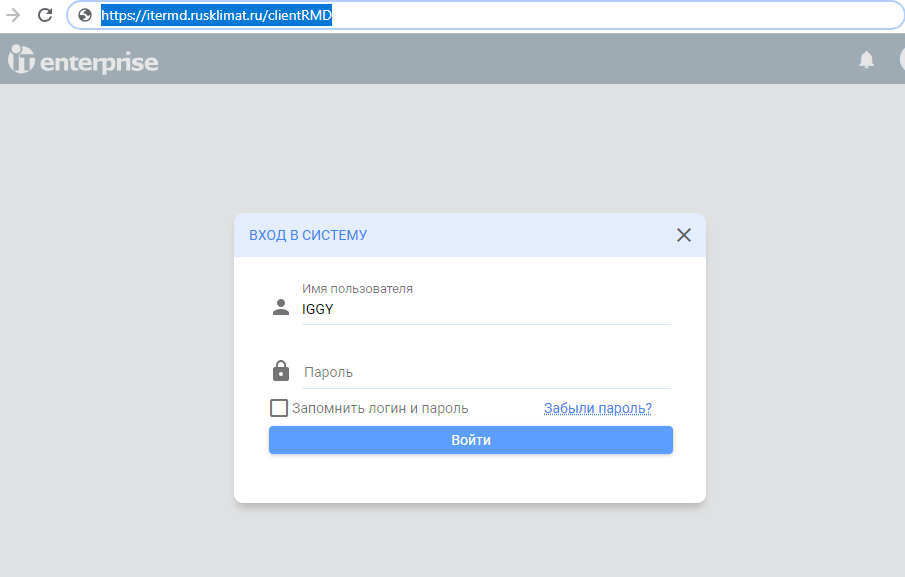 https://itermd.rusklimat.ru/clientRMD
it enterprise
ВХОД В СИСТЕМУ
Имя пользователя
IGGY
Пароль
Запомнить логин и пароль Забыли пароль?
Войти